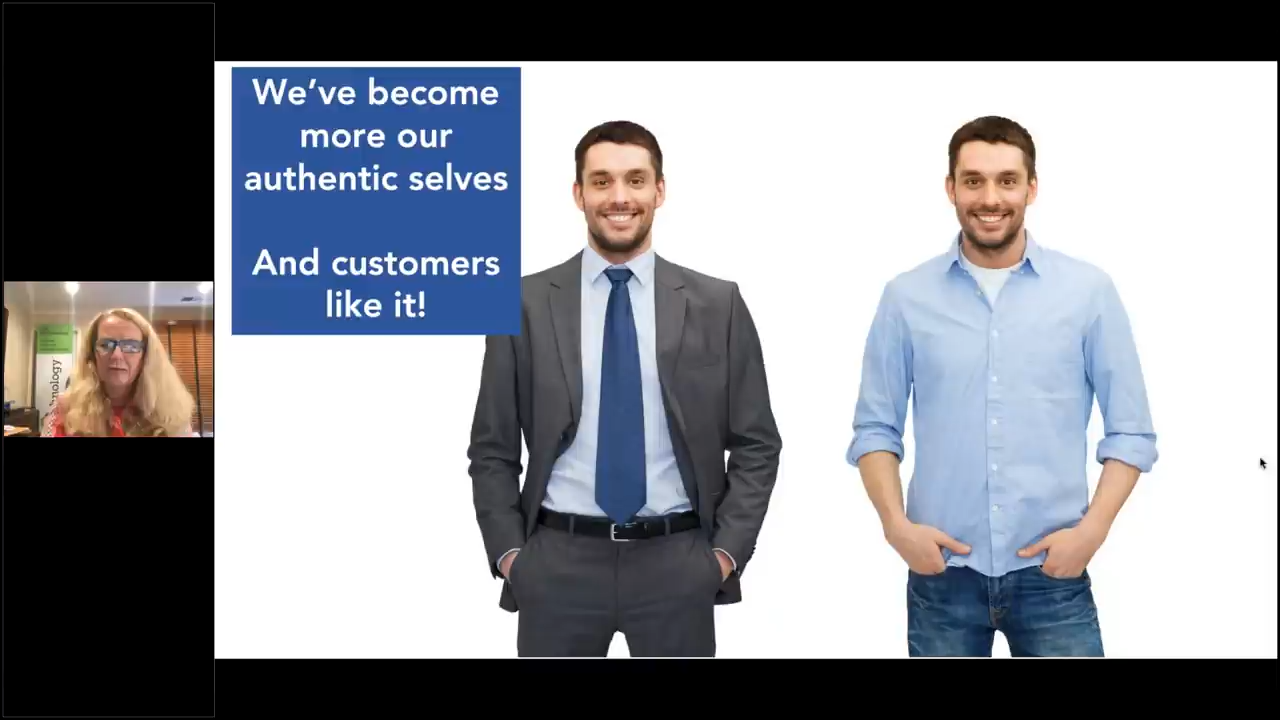 We've become
more our
authentic selves
And customers
like it!